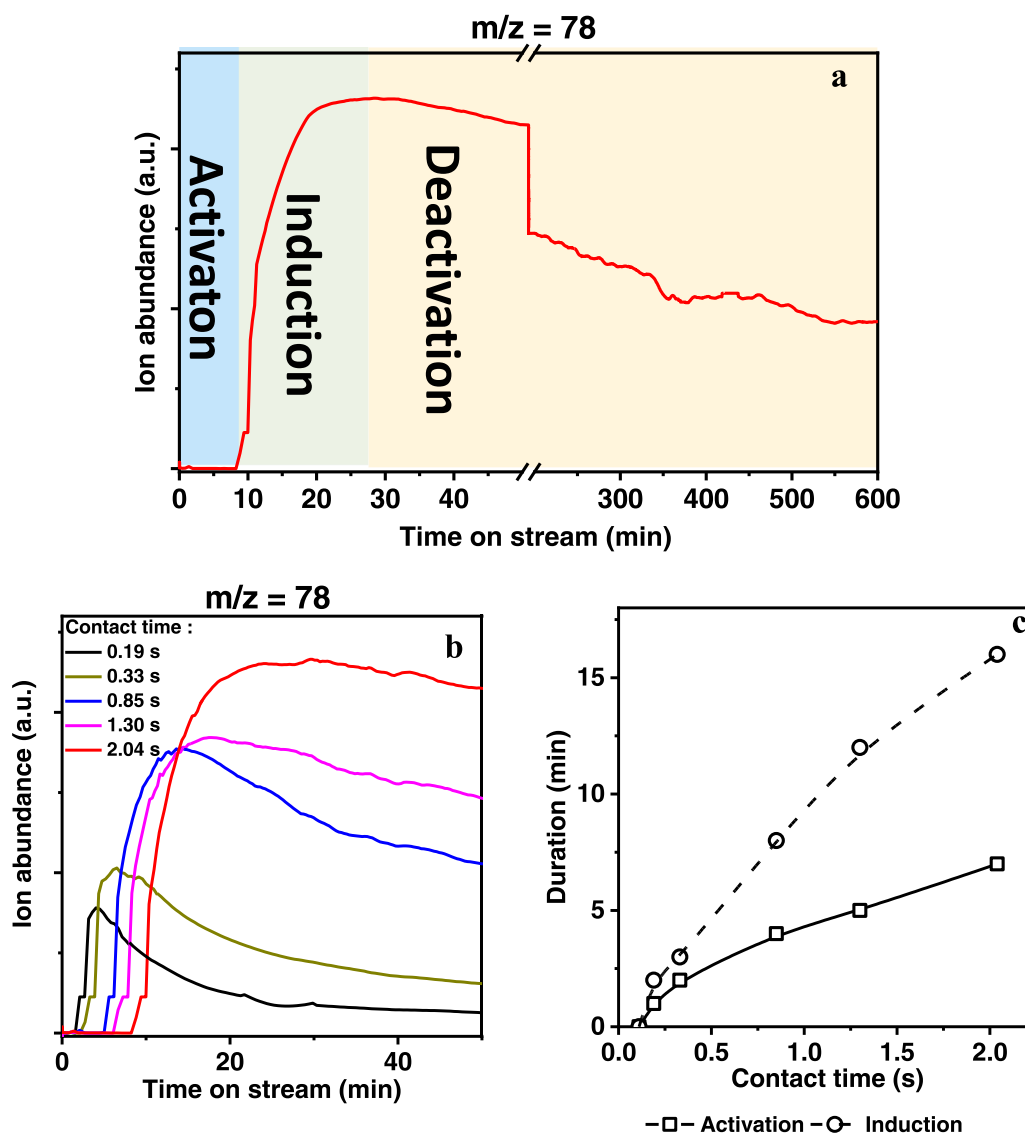 m/z = 78
a
Ion abundance (a.u.)
Activaton
Induction
Deactivation
0 10 20 30 40 300 400 500 600
Time on stream (min)
m/z = 78
b
Contact time :
0.19 s
0.33 s
0.85 s
1.30 s
2.04 s
Ion abundance (a.u.)
0 20 40
Time on stream (min)
c
Duration (min)
15
10
5
0
0.0 0.5 1.0 1.5 2.0
Contact time (s)
Activation Induction